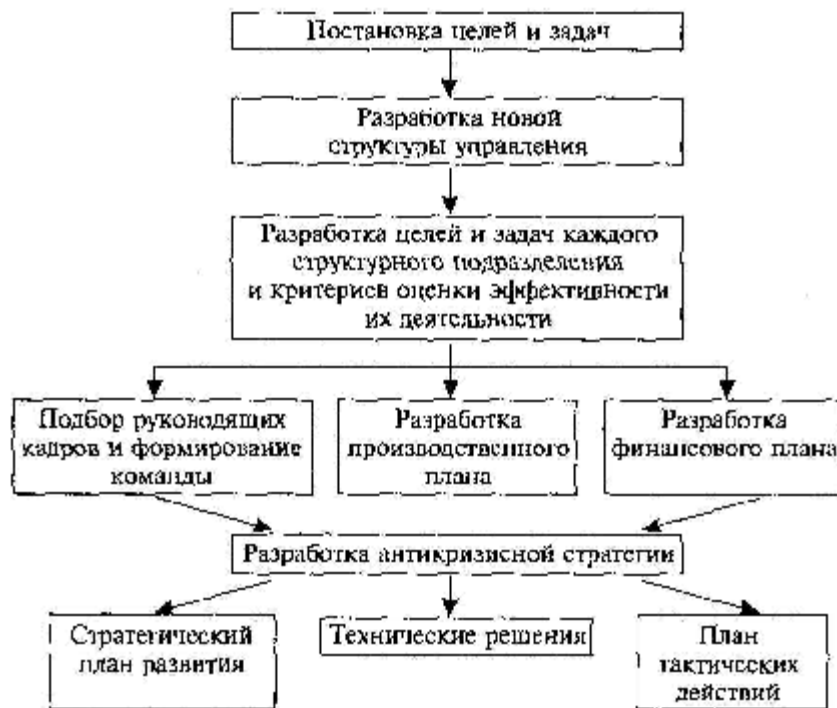 Постановка целей и задач
Разработка новой
структуры управления
Разработка целей и задач каждого
структурного подразделения
и критериев оценки эффективности
их деятельности
Подбор руководящих
кадров и формирование
команды
Разработка
производственного
плана
Разработка
финансового плана
Разработка антикризисной стратегии
Стратегический
план развития
Технические решения
План
тактических
действий